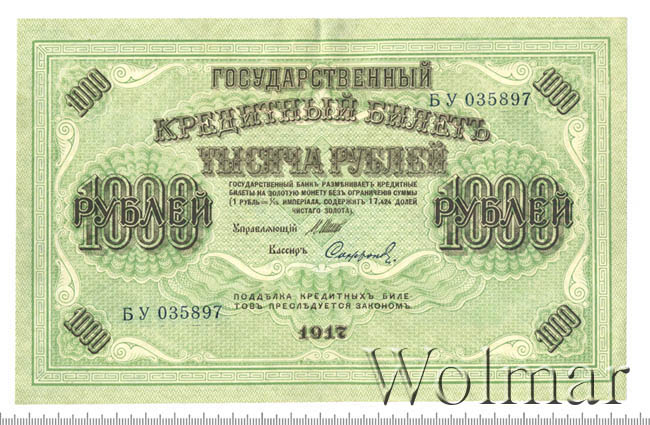 1000
1000
ГОСУДАРСТВЕННЫЙ
БУ 035897
КРЕДИТНЫЙ БИЛЕТЪ
ТЫСЯЧА РУБЛЕЙ
1000
РУБЛЕЙ
1000
РУБЛЕЙ
ГОСУДАРСТВЕННЫЙ БАНКЪ РАЗМѢНИВАЕТЪ КРЕДИТНЫЕ
БИЛЕТЫ НА ЗОЛОТУЮ МОНЕТУ БЕЗЪ ОГРАНИЧЕНІЯ СУММЫ
(1 РУБЛЬ = 1/15 ИМПЕРІАЛА, СОДЕРЖИТЪ 17,424 ДОЛЕЙ
ЧИСТАГО ЗОЛОТА).
Управляющій
Кассиръ
БУ 035897
ПОДДѢЛКА КРЕДИТНЫХЪ БИЛЕ-
ТОВЪ ПРЕСЛѢДУЕТСЯ ЗАКОНОМЪ.
1917
1000
1000
Wolmar